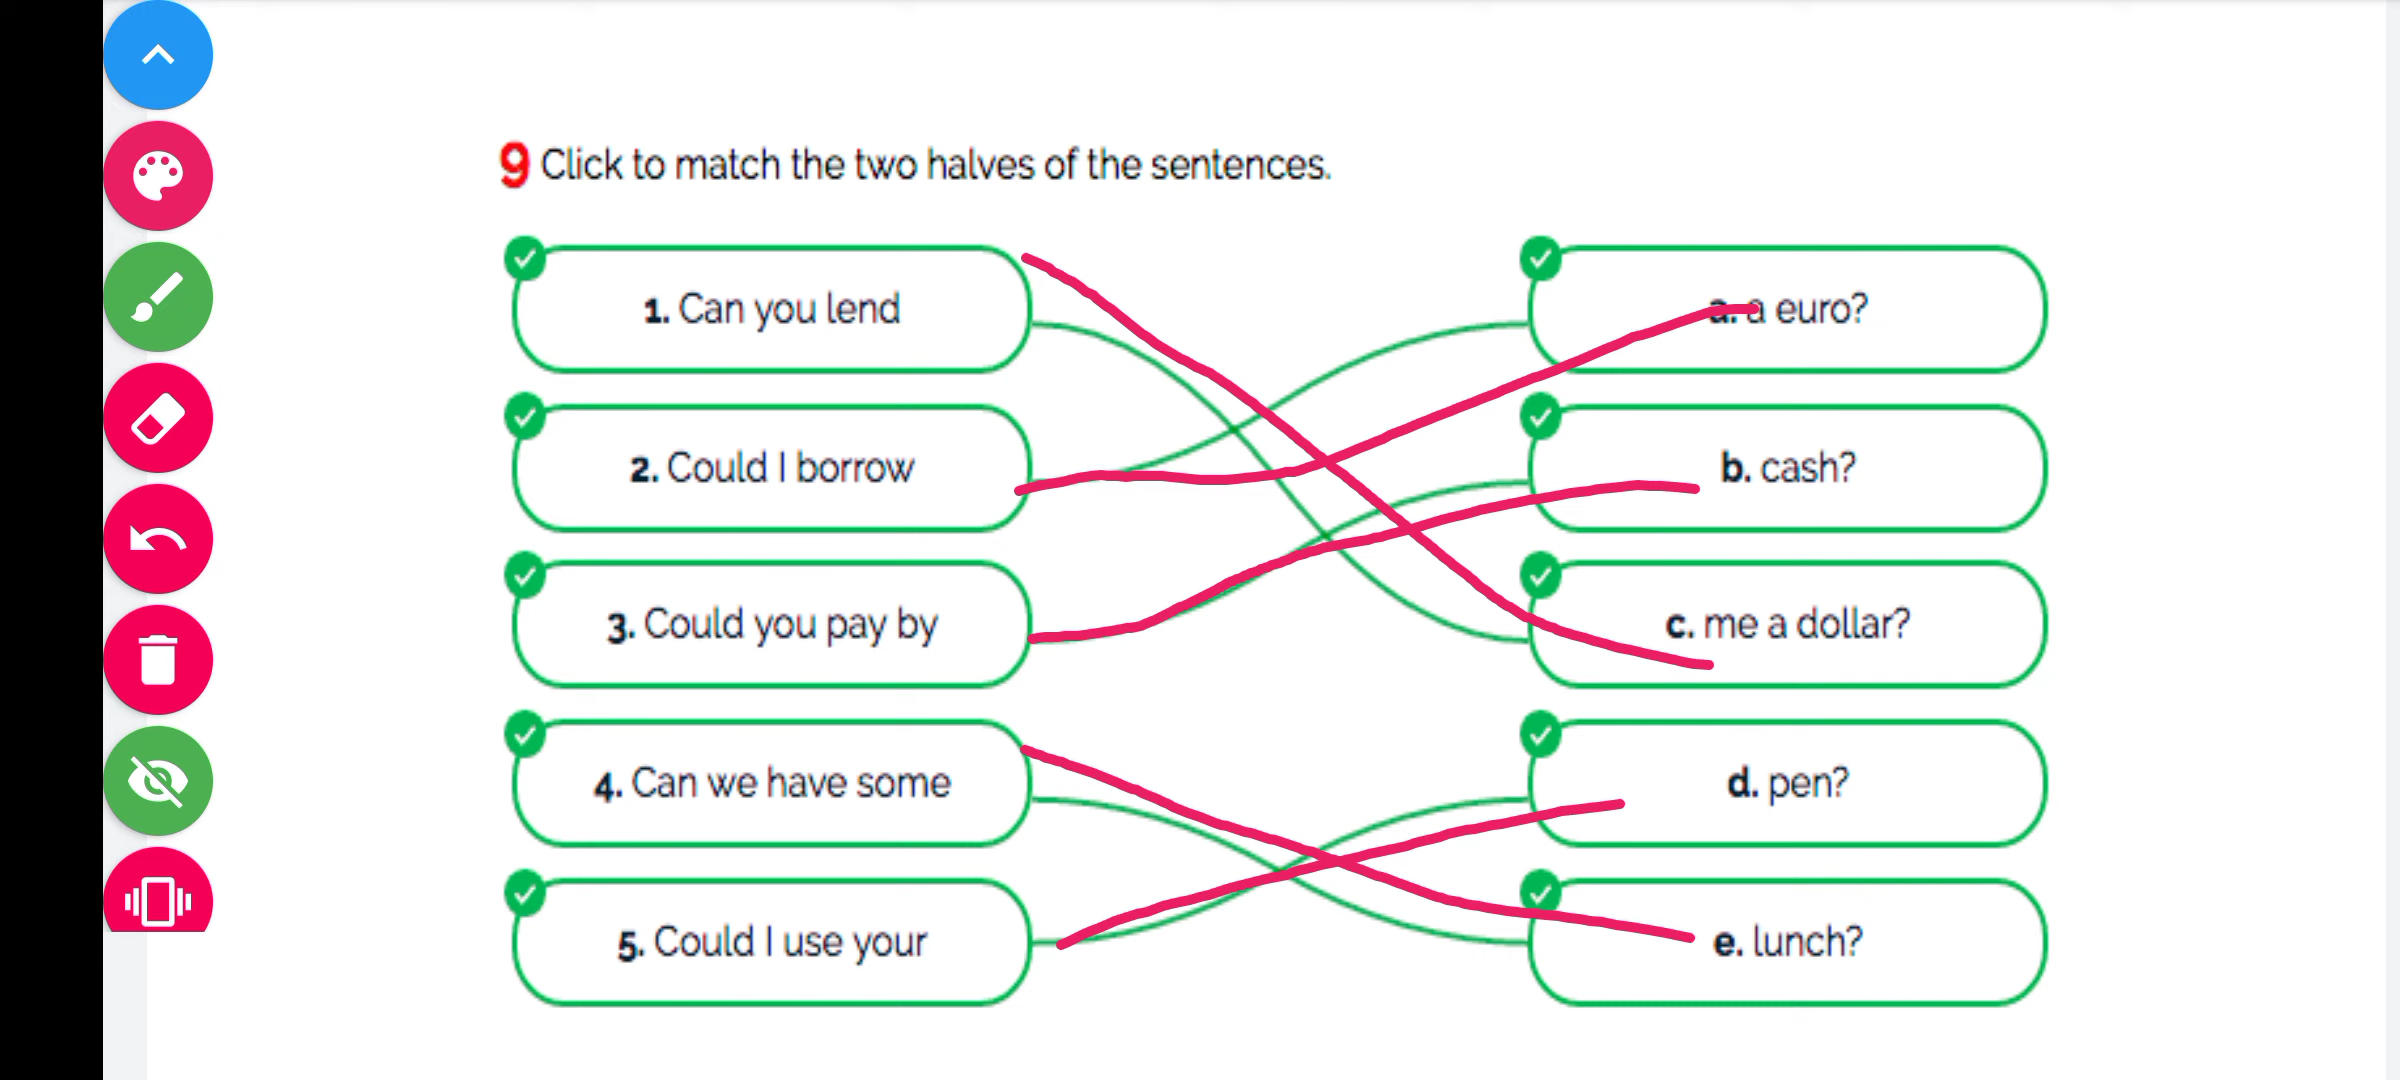 9 Click to match the two halves of the sentences.
1. Can you lend
a. a euro?
2. Could I borrow
b. cash?
3. Could you pay by
c. me a dollar?
4. Can we have some
d. pen?
5. Could I use your
e. lunch?